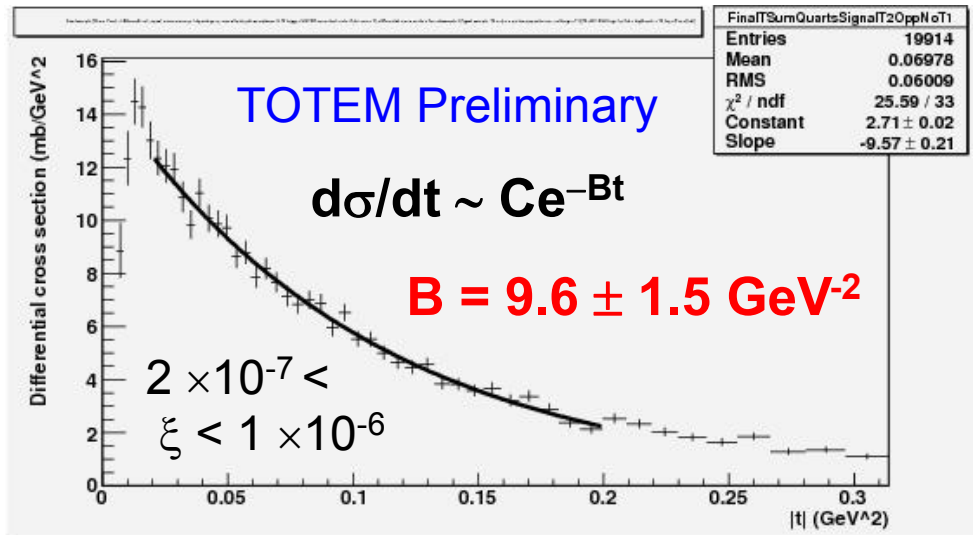 FinalTSumQuartsSignalT2OppNoT1
Entries 19914
Mean 0.06978
RMS 0.06009
χ² / ndf 25.59 / 33
Constant 2.71 ± 0.02
Slope -9.57 ± 0.21
Differential cross section (mb/GeV^2
TOTEM Preliminary
dσ/dt ~ Ce⁻ᴮᵗ
B = 9.6 ± 1.5 GeV⁻²
2 ×10⁻⁷ <
ξ < 1 ×10⁻⁶
16
14
12
10
8
6
4
2
0
0 0.05 0.1 0.15 0.2 0.25 0.3
|t| (GeV^2)